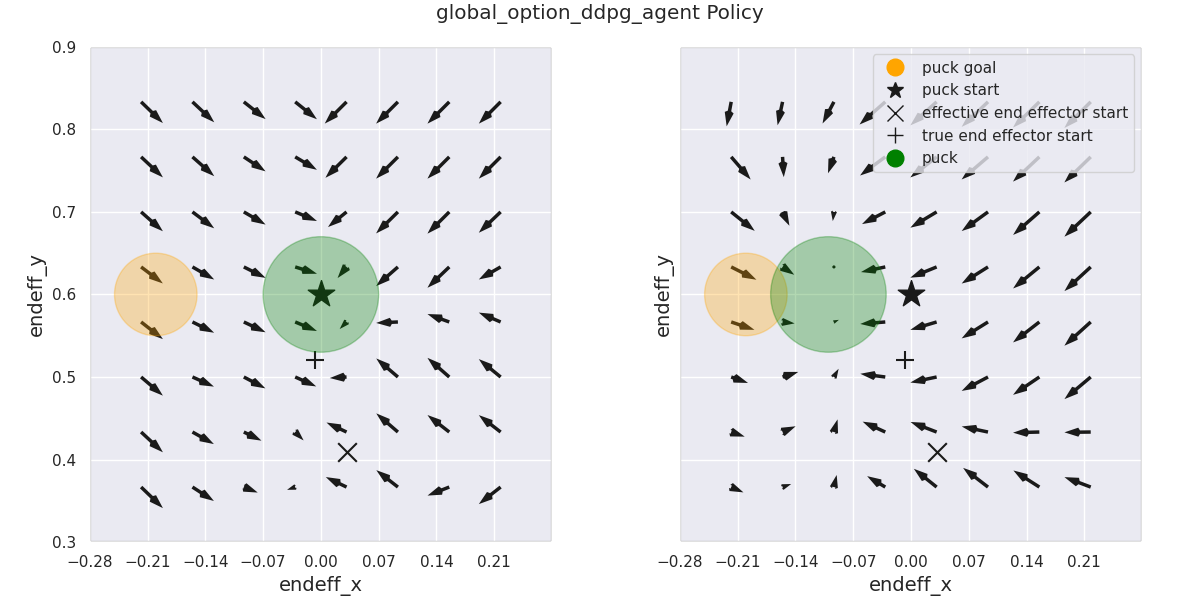 global_option_ddpg_agent Policy
puck goal
puck start
effective end effector start
true end effector start
puck
endeff_y
0.9
0.8
0.7
0.6
0.5
0.4
0.3
−0.28 −0.21 −0.14 −0.07 0.00 0.07 0.14 0.21
endeff_x
endeff_y
−0.28 −0.21 −0.14 −0.07 0.00 0.07 0.14 0.21
endeff_x